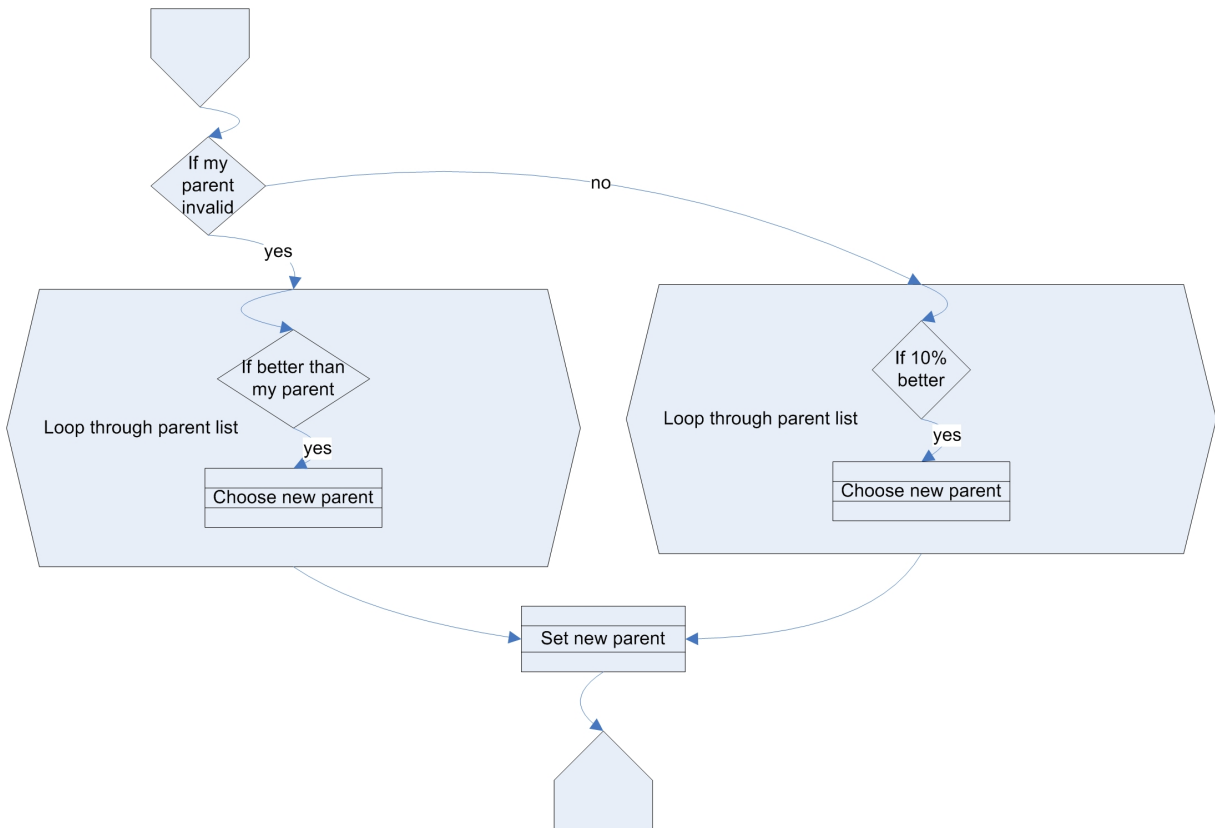 If my
parent
invalid
no
yes
If better than
my parent
Loop through parent list
yes
Choose new parent
If 10%
better
Loop through parent list
yes
Choose new parent
Set new parent